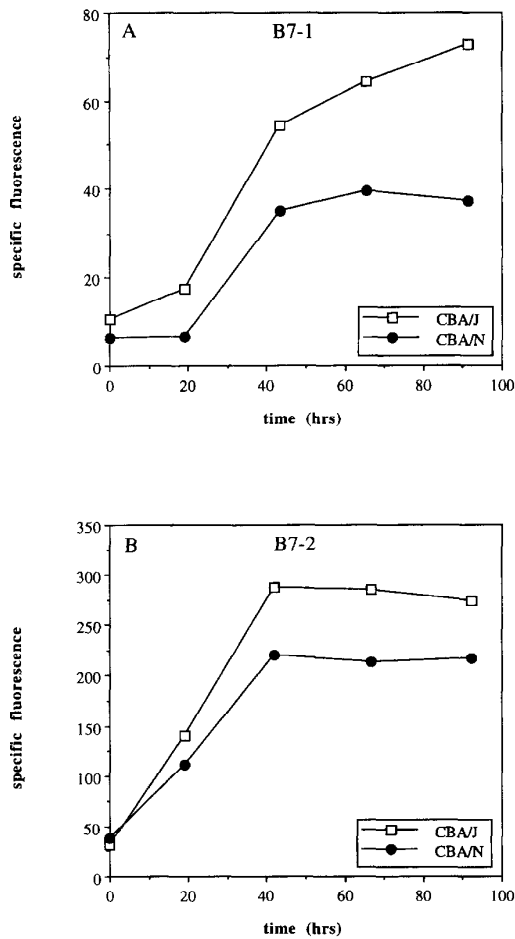 A B7-1
80
60
40
20
0
specific fluorescence
CBA/J
CBA/N
0 20 40 60 80 100
time (hrs)
B B7-2
350
300
250
200
150
100
50
0
specific fluorescence
CBA/J
CBA/N
0 20 40 60 80 100
time (hrs)